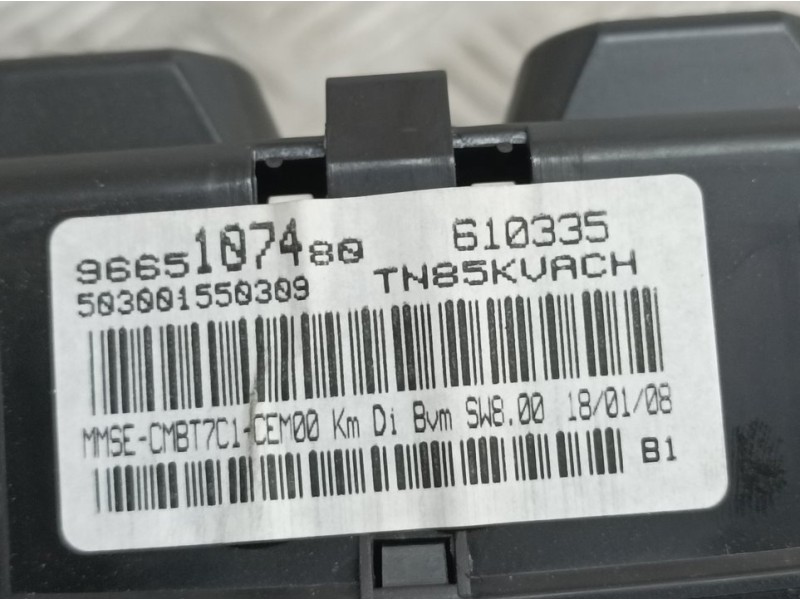 9665107480 610335
503001550309 TN85KVACH
MMSE-CMBT7C1-CEM00 Km Di Bvm SW8.00 18/01/08
B1